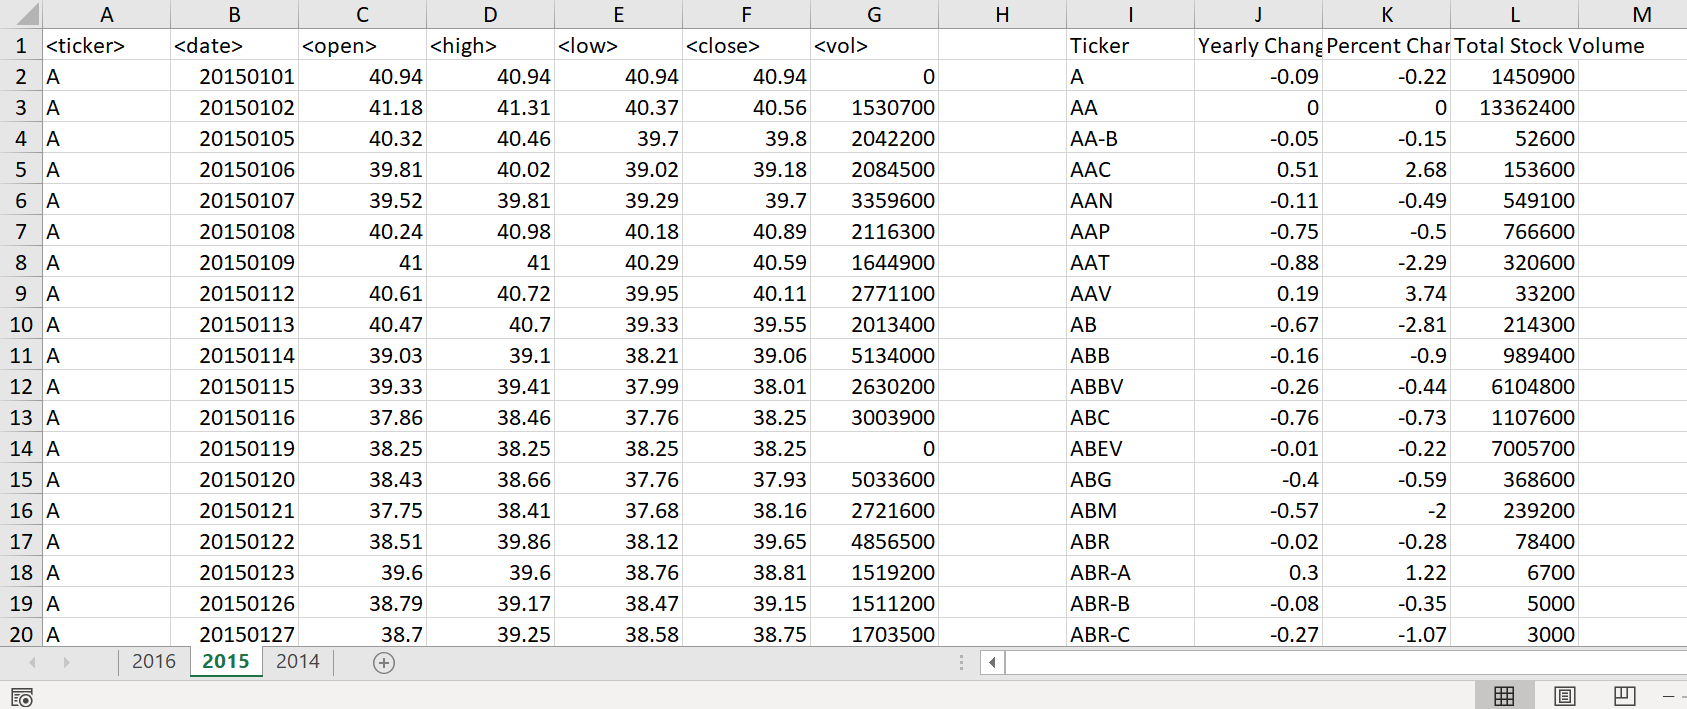 A B C D E F G H I J K L M
1 <ticker> <date> <open> <high> <low> <close> <vol> Ticker Yearly Chang Percent Char Total Stock Volume
2 A 20150101 40.94 40.94 40.94 40.94 0 A -0.09 -0.22 1450900
3 A 20150102 41.18 41.31 40.37 40.56 1530700 AA 0 0 13362400
4 A 20150105 40.32 40.46 39.7 39.8 2042200 AA-B -0.05 -0.15 52600
5 A 20150106 39.81 40.02 39.02 39.18 2084500 AAC 0.51 2.68 153600
6 A 20150107 39.52 39.81 39.29 39.7 3359600 AAN -0.11 -0.49 549100
7 A 20150108 40.24 40.98 40.18 40.89 2116300 AAP -0.75 -0.5 766600
8 A 20150109 41 41 40.29 40.59 1644900 AAT -0.88 -2.29 320600
9 A 20150112 40.61 40.72 39.95 40.11 2771100 AAV 0.19 3.74 33200
10 A 20150113 40.47 40.7 39.33 39.55 2013400 AB -0.67 -2.81 214300
11 A 20150114 39.03 39.1 38.21 39.06 5134000 ABB -0.16 -0.9 989400
12 A 20150115 39.33 39.41 37.99 38.01 2630200 ABBV -0.26 -0.44 6104800
13 A 20150116 37.86 38.46 37.76 38.25 3003900 ABC -0.76 -0.73 1107600
14 A 20150119 38.25 38.25 38.25 38.25 0 ABEV -0.01 -0.22 7005700
15 A 20150120 38.43 38.66 37.76 37.93 5033600 ABG -0.4 -0.59 368600
16 A 20150121 37.75 38.41 37.68 38.16 2721600 ABM -0.57 -2 239200
17 A 20150122 38.51 39.86 38.12 39.65 4856500 ABR -0.02 -0.28 78400
18 A 20150123 39.6 39.6 38.76 38.81 1519200 ABR-A 0.3 1.22 6700
19 A 20150126 38.79 39.17 38.47 39.15 1511200 ABR-B -0.08 -0.35 5000
20 A 20150127 38.7 39.25 38.58 38.75 1703500 ABR-C -0.27 -1.07 3000
2016 2015 2014